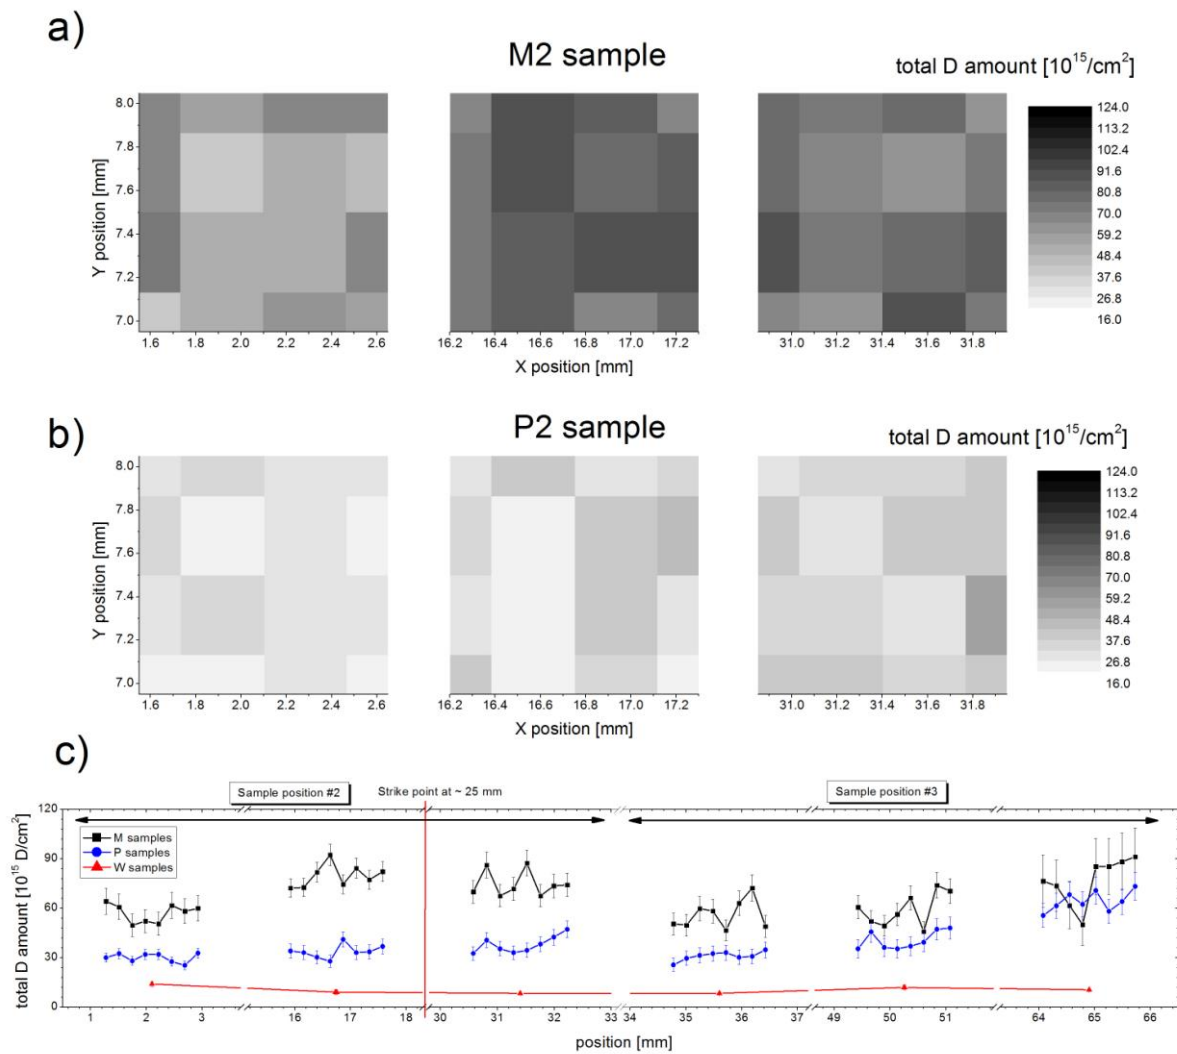 a)
M2 sample
total D amount [10^15/cm^2]
8.0
7.8
7.6
7.4
7.2
7.0
Y position [mm]
1.6 1.8 2.0 2.2 2.4 2.6
16.2 16.4 16.6 16.8 17.0 17.2
31.0 31.2 31.4 31.6 31.8
X position [mm]
124.0
113.2
102.4
91.6
80.8
70.0
59.2
48.4
37.6
26.8
16.0
b)
P2 sample
total D amount [10^15/cm^2]
8.0
7.8
7.6
7.4
7.2
7.0
Y position [mm]
1.6 1.8 2.0 2.2 2.4 2.6
16.2 16.4 16.6 16.8 17.0 17.2
31.0 31.2 31.4 31.6 31.8
X position [mm]
124.0
113.2
102.4
91.6
80.8
70.0
59.2
48.4
37.6
26.8
16.0
c)
Sample position #2
Strike point at ~ 25 mm
Sample position #3
M samples
P samples
W samples
120
90
60
30
0
total D amount [10^15 D/cm^2]
1 2 3 15 16 17 18 30 31 32 33 34 35 36 37 49 50 51 64 65 66
position [mm]